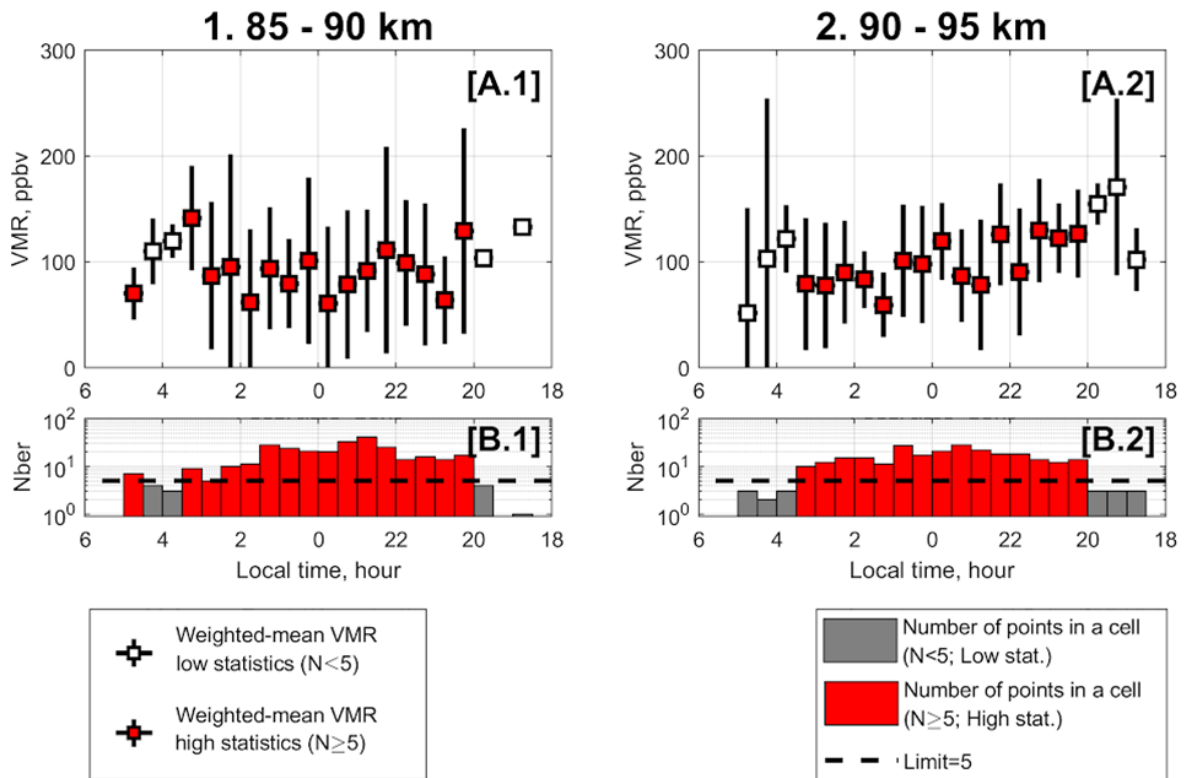 1. 85 - 90 km
2. 90 - 95 km
[A.1]
VMR, ppbv
300
200
100
0
6 4 2 0 22 20 18
[A.2]
VMR, ppbv
300
200
100
0
6 4 2 0 22 20 18
[B.1]
Nber
10²
10¹
10⁰
6 4 2 0 22 20 18
Local time, hour
[B.2]
Nber
10²
10¹
10⁰
6 4 2 0 22 20 18
Local time, hour
Weighted-mean VMR
low statistics (N<5)
Weighted-mean VMR
high statistics (N≥5)
Number of points in a cell
(N<5; Low stat.)
Number of points in a cell
(N≥5; High stat.)
Limit=5